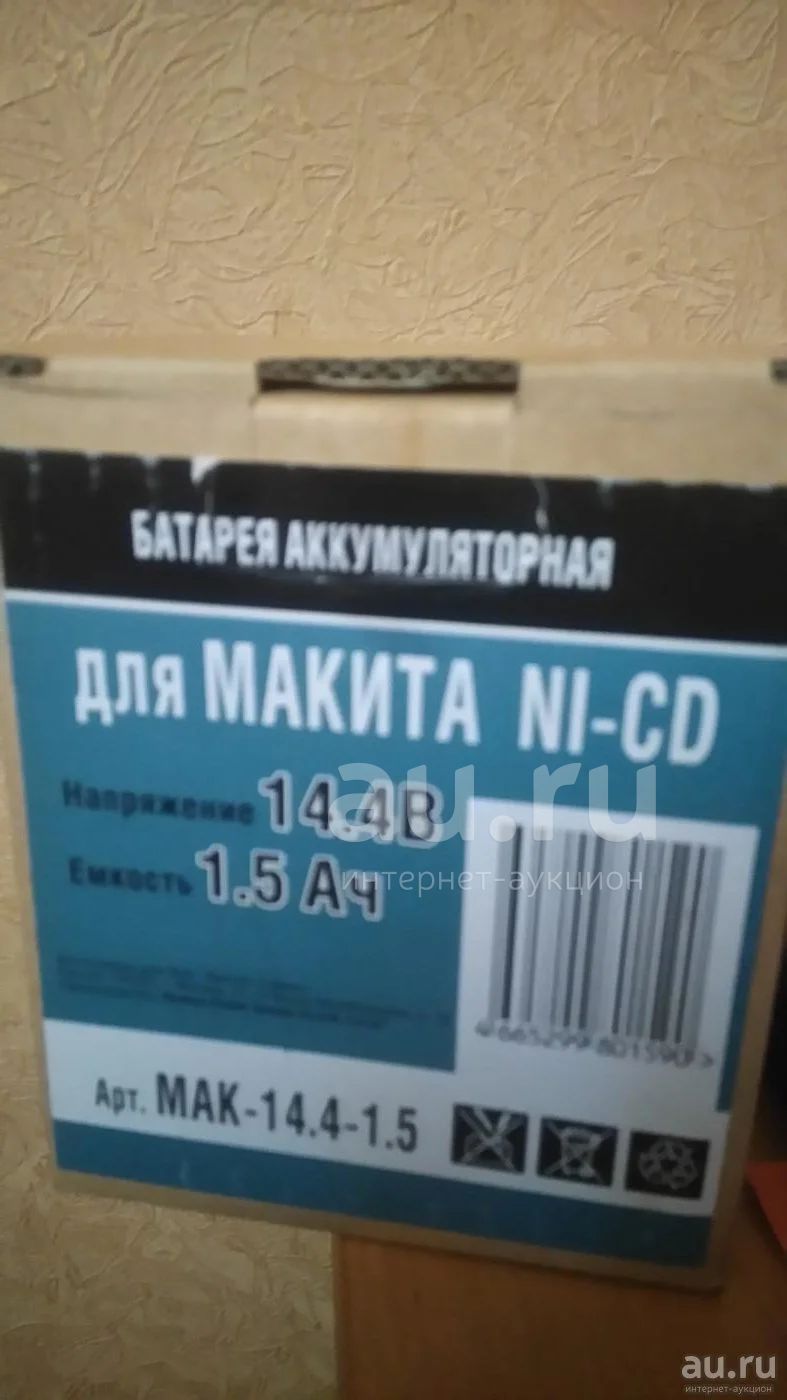 БАТАРЕЯ АККУМУЛЯТОРНАЯ
для МАКИТА NI-CD
Напряжение 14.4В
Емкость 1.5 Ач
au.ru
интернет-аукцион
Арт. МАК-14.4-1.5
au.ru
интернет-аукцион